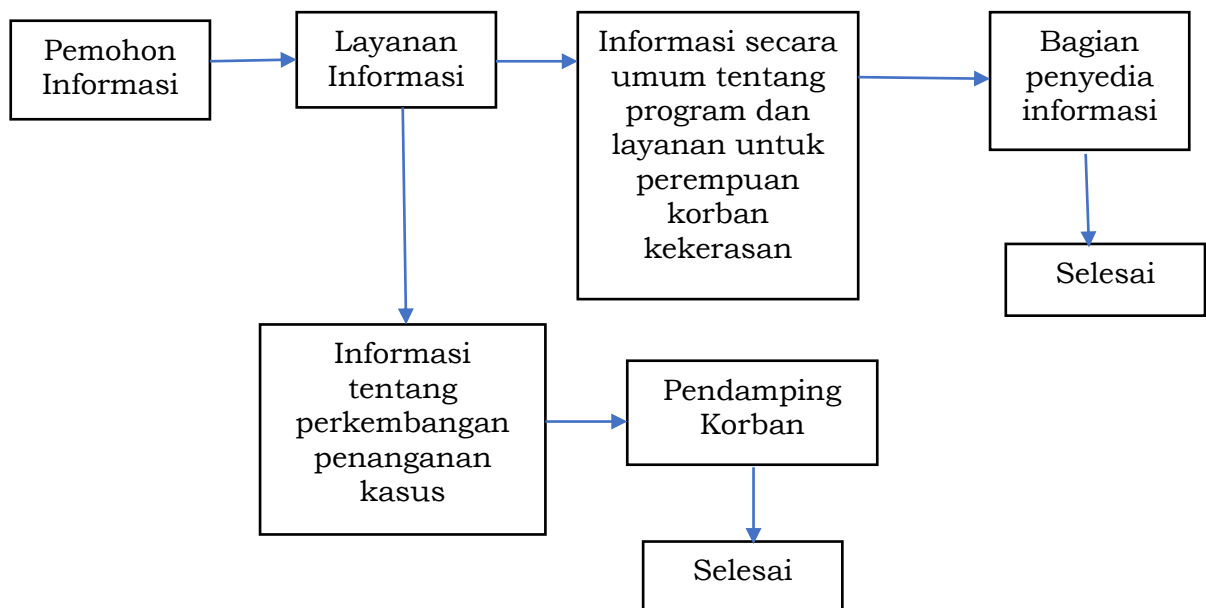 Pemohon
Informasi
Layanan
Informasi
Informasi secara
umum tentang
program dan
layanan untuk
perempuan
korban
kekerasan
Bagian
penyedia
informasi
Selesai
Informasi
tentang
perkembangan
penanganan
kasus
Pendamping
Korban
Selesai